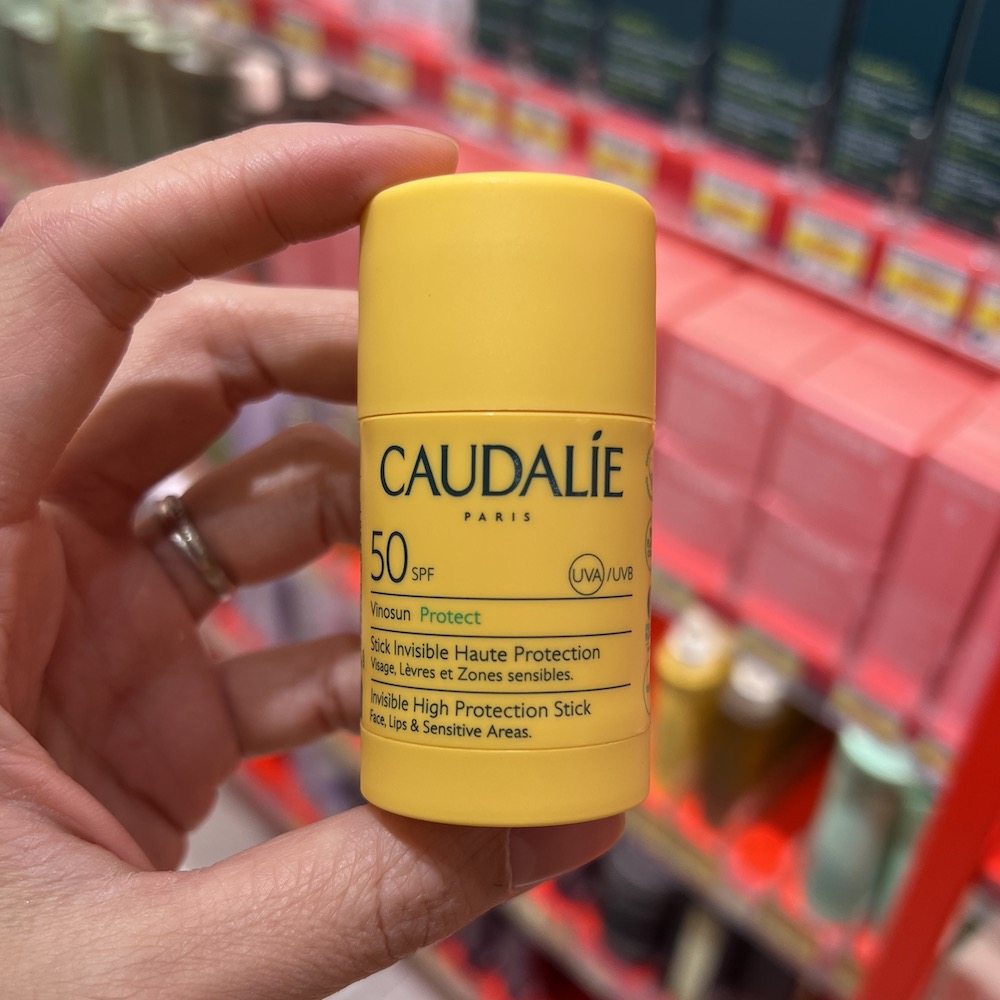 CAUDALÍE
PARIS
50 SPF
UVA/UVB
Vinosun Protect
Stick Invisible Haute Protection
Visage, Lèvres et Zones sensibles.
Invisible High Protection Stick
Face, Lips & Sensitive Areas.